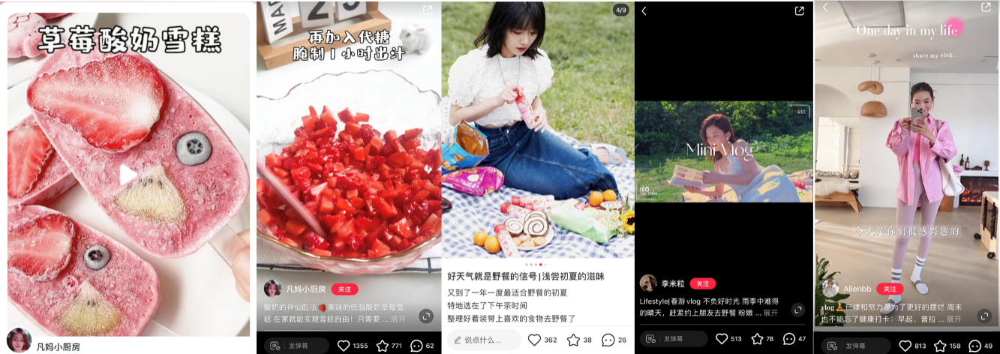 草莓酸奶雪糕
凡妈小厨房
MAR
23
再加入代糖
腌制1小时出汁
凡妈小厨房
关注
酸奶的神仙吃法🍓美味的低脂酸奶草莓雪
糕 在家就能实现雪糕自由！只需要 ... 展开
发弹幕
1355
771
62
4/9
好天气就是野餐的信号|浅尝初夏的滋味
又到了一年一度最适合野餐的初夏
特地选在了下午茶时间
整理好着装带上喜欢的食物去野餐了
说点什么...
362
38
26
REC
Mini Vlog
ISO
李米粒
关注
Lifestyle|春游 vlog 不负好时光 雨季中难得
的晴天，赶紧约上朋友去野餐 粉嫩 ... 展开
发弹幕
513
78
47
One day in my life
share my vlog...
今天是你们很感兴趣的
Alienbb
关注
vlog🧘自律和努力是为了更好的摆烂 周末
也不能忘了健康打卡：早起、普拉 ... 展开
发弹幕
813
158
49